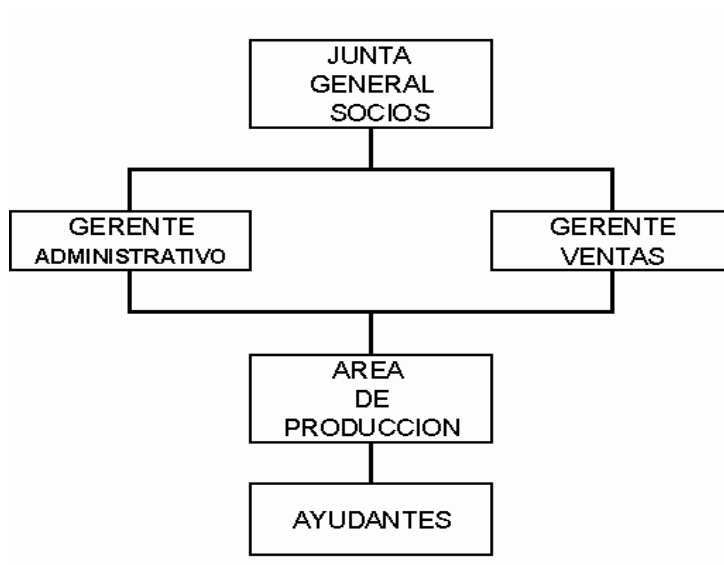 JUNTA
GENERAL
SOCIOS
GERENTE
ADMINISTRATIVO
GERENTE
VENTAS
AREA
DE
PRODUCCION
AYUDANTES